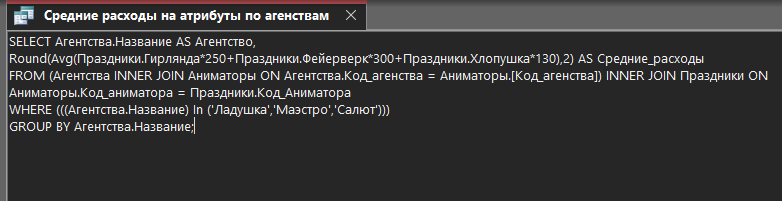 Средние расходы на атрибуты по агенствам
SELECT Агентства.Название AS Агентство,
Round(Avg(Праздники.Гирлянда*250+Праздники.Фейерверк*300+Праздники.Хлопушка*130),2) AS Средние_расходы
FROM (Агентства INNER JOIN Аниматоры ON Агентства.Код_агенства = Аниматоры.[Код_агенства]) INNER JOIN Праздники ON
Аниматоры.Код_аниматора = Праздники.Код_Аниматора
WHERE (((Агентства.Название) In ('Ладушка','Маэстро','Салют')))
GROUP BY Агентства.Название;